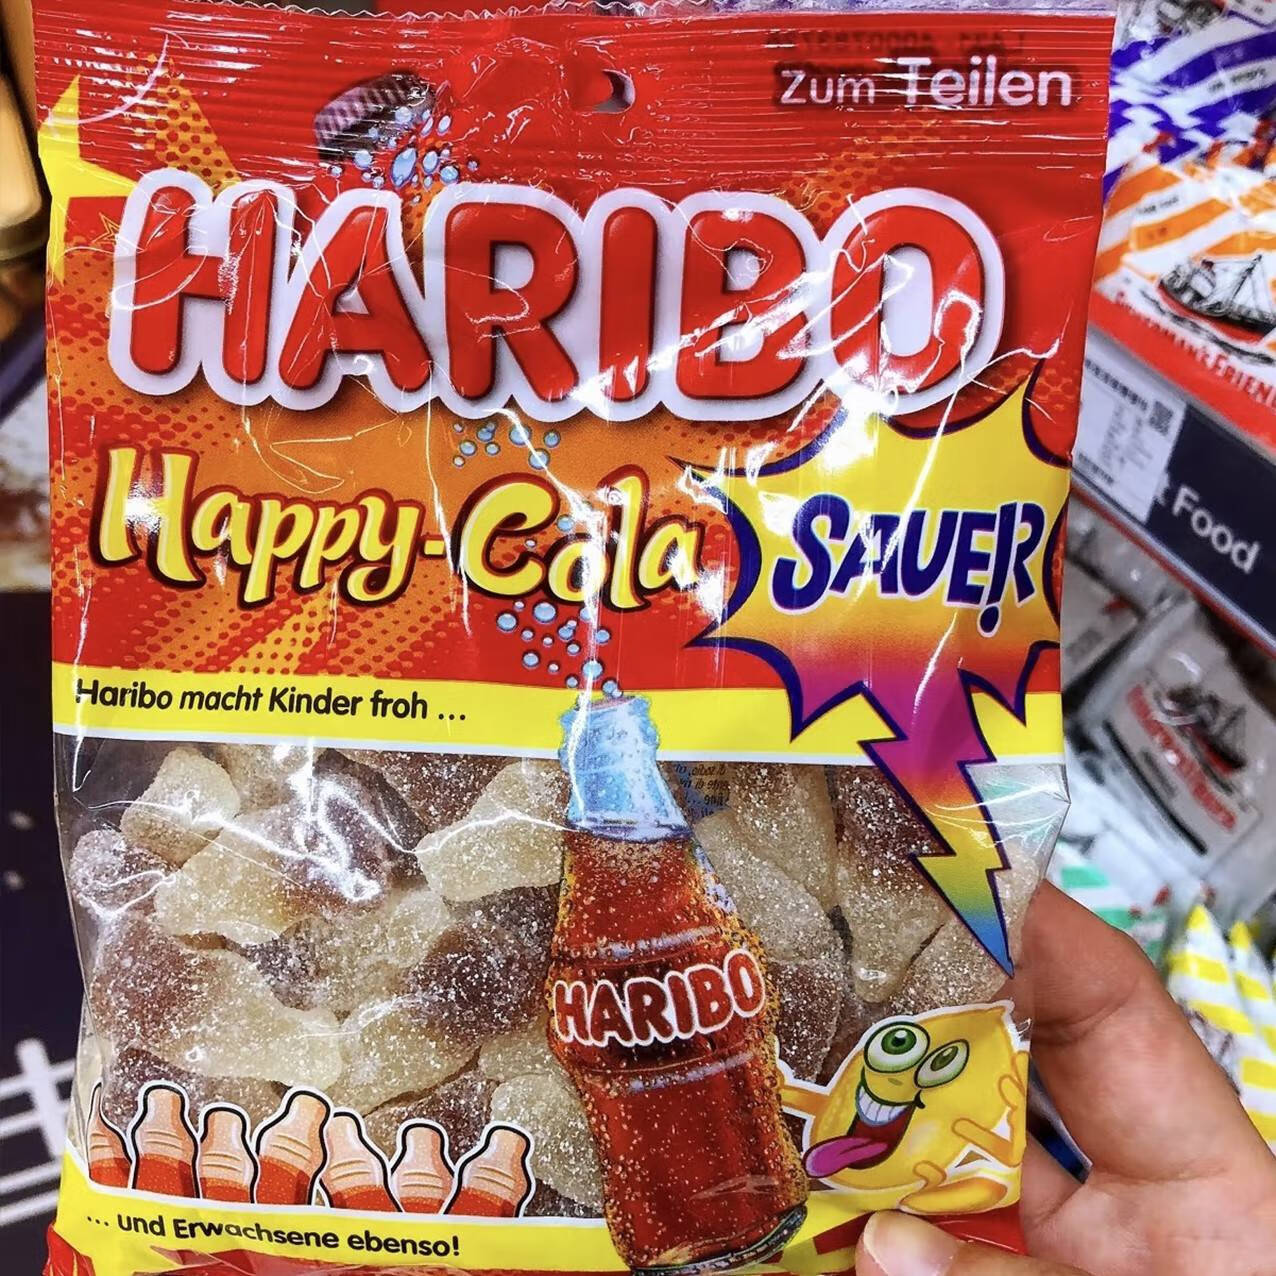 Zum Teilen
HARIBO
Happy-Cola
SAUER
Haribo macht Kinder froh ...
HARIBO
... und Erwachsene ebenso!
Food